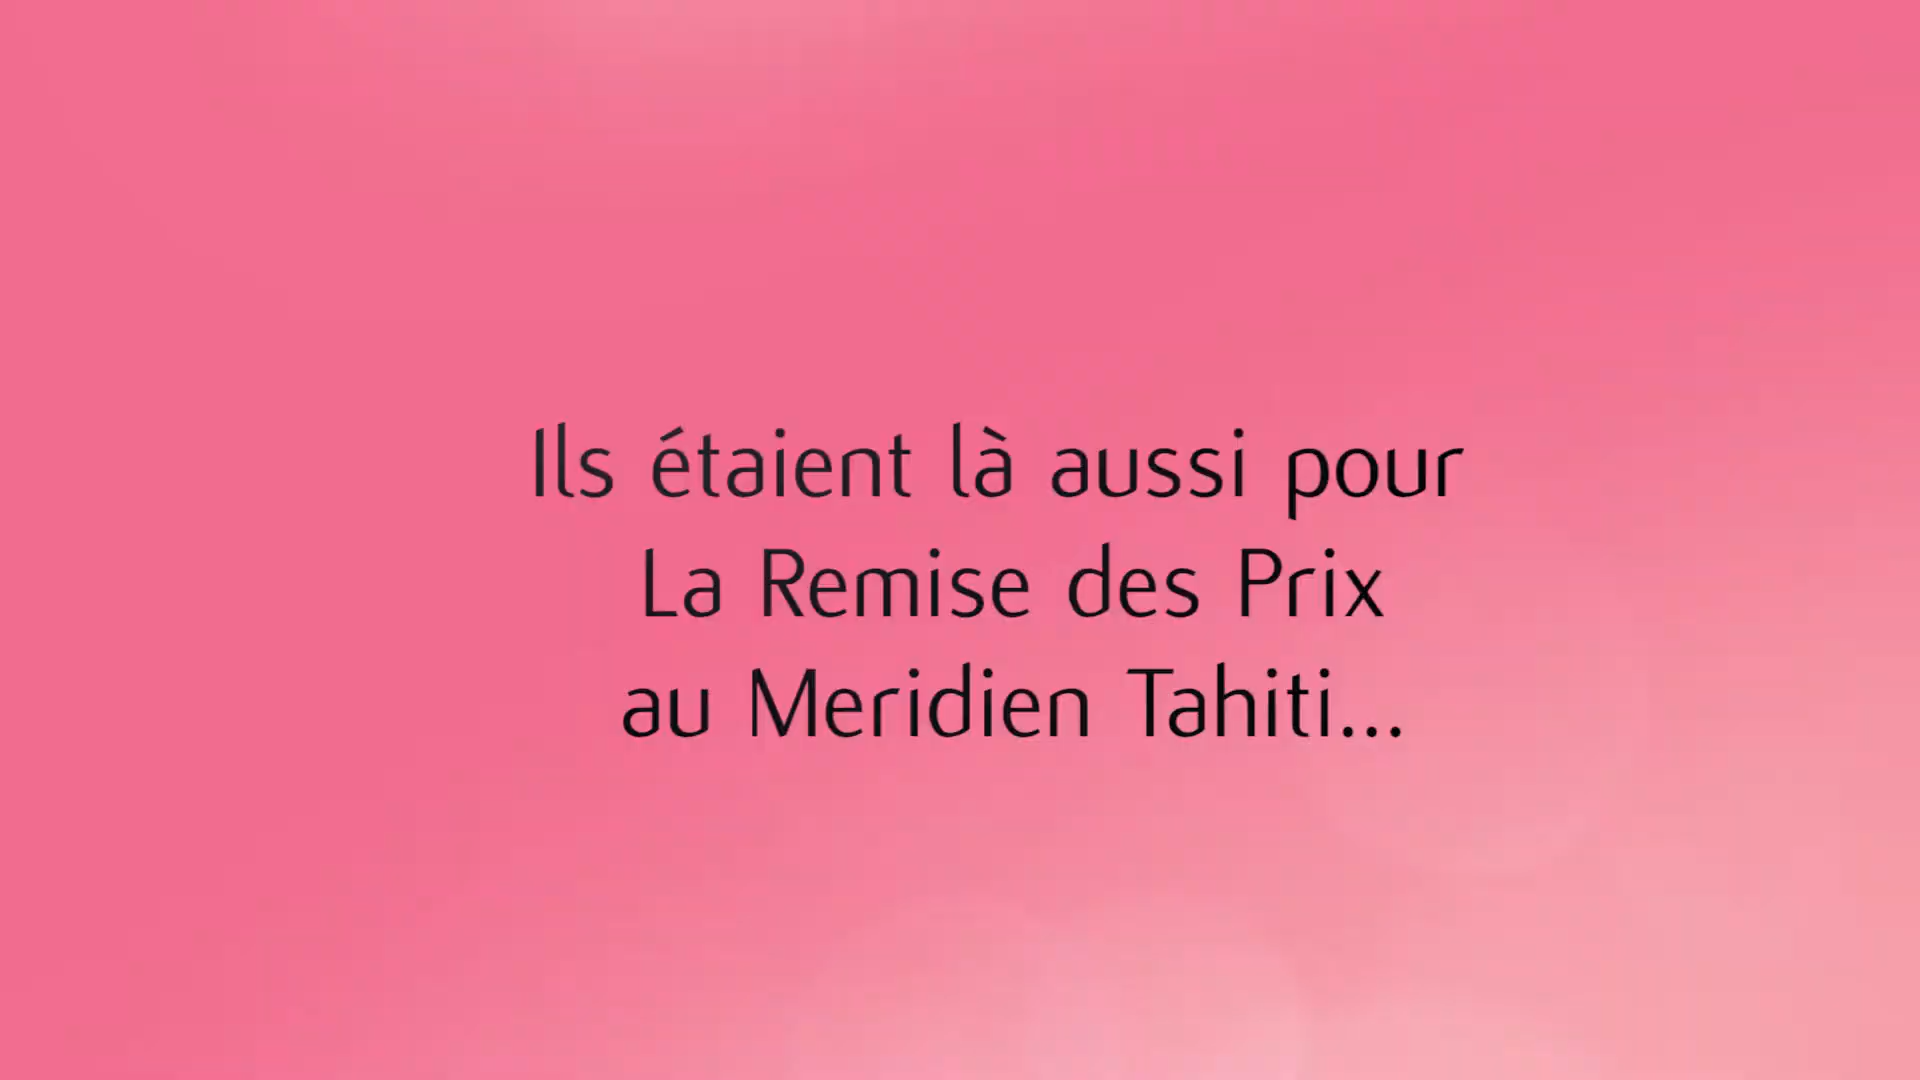 Ils étaient là aussi pour
La Remise des Prix
au Meridien Tahiti...